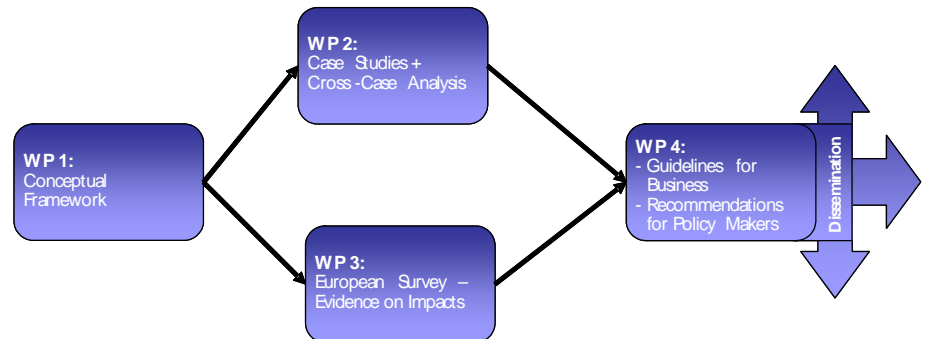 WP 1:
Conceptual
Framework
WP 2:
Case Studies +
Cross-Case Analysis
WP 3:
European Survey –
Evidence on Impacts
WP 4:
- Guidelines for
Business
- Recommendations
for Policy Makers
Dissemination